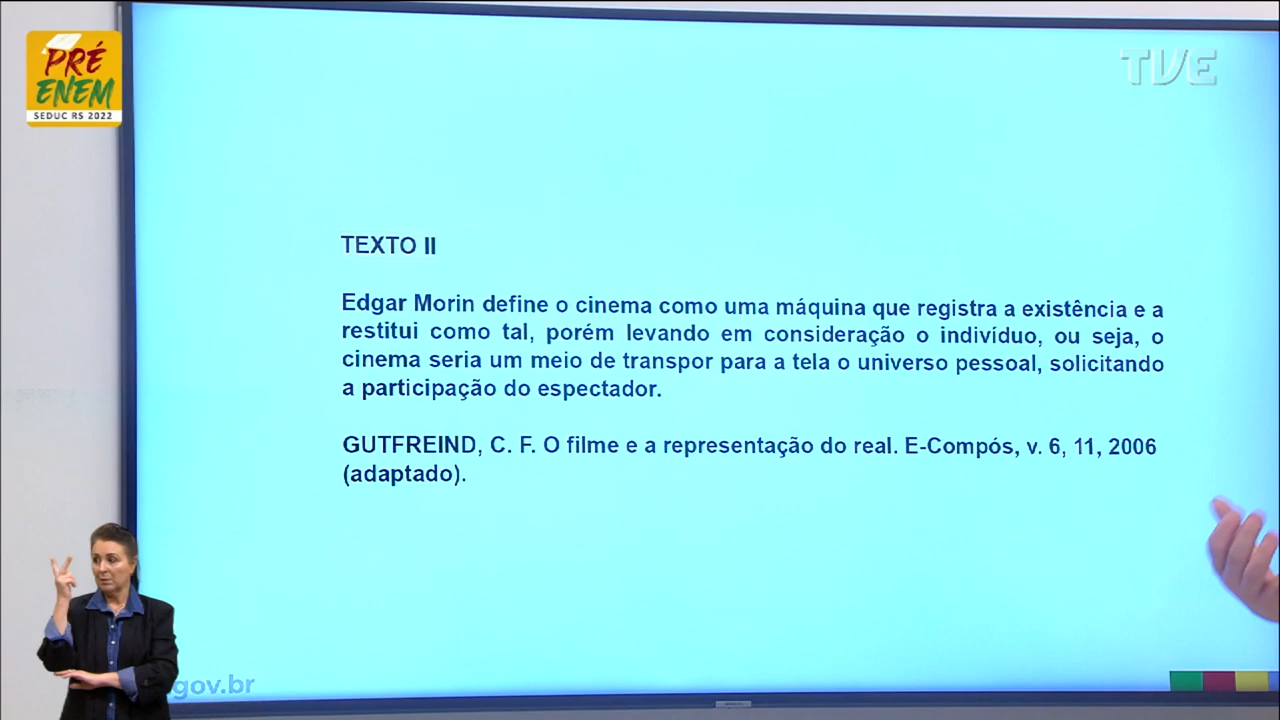 PRÉ
ENEM
SEDUC RS 2022
TVE
TEXTO II
Edgar Morin define o cinema como uma máquina que registra a existência e a
restitui como tal, porém levando em consideração o indivíduo, ou seja, o
cinema seria um meio de transpor para a tela o universo pessoal, solicitando
a participação do espectador.
GUTFREIND, C. F. O filme e a representação do real. E-Compós, v. 6, 11, 2006
(adaptado).
.gov.br